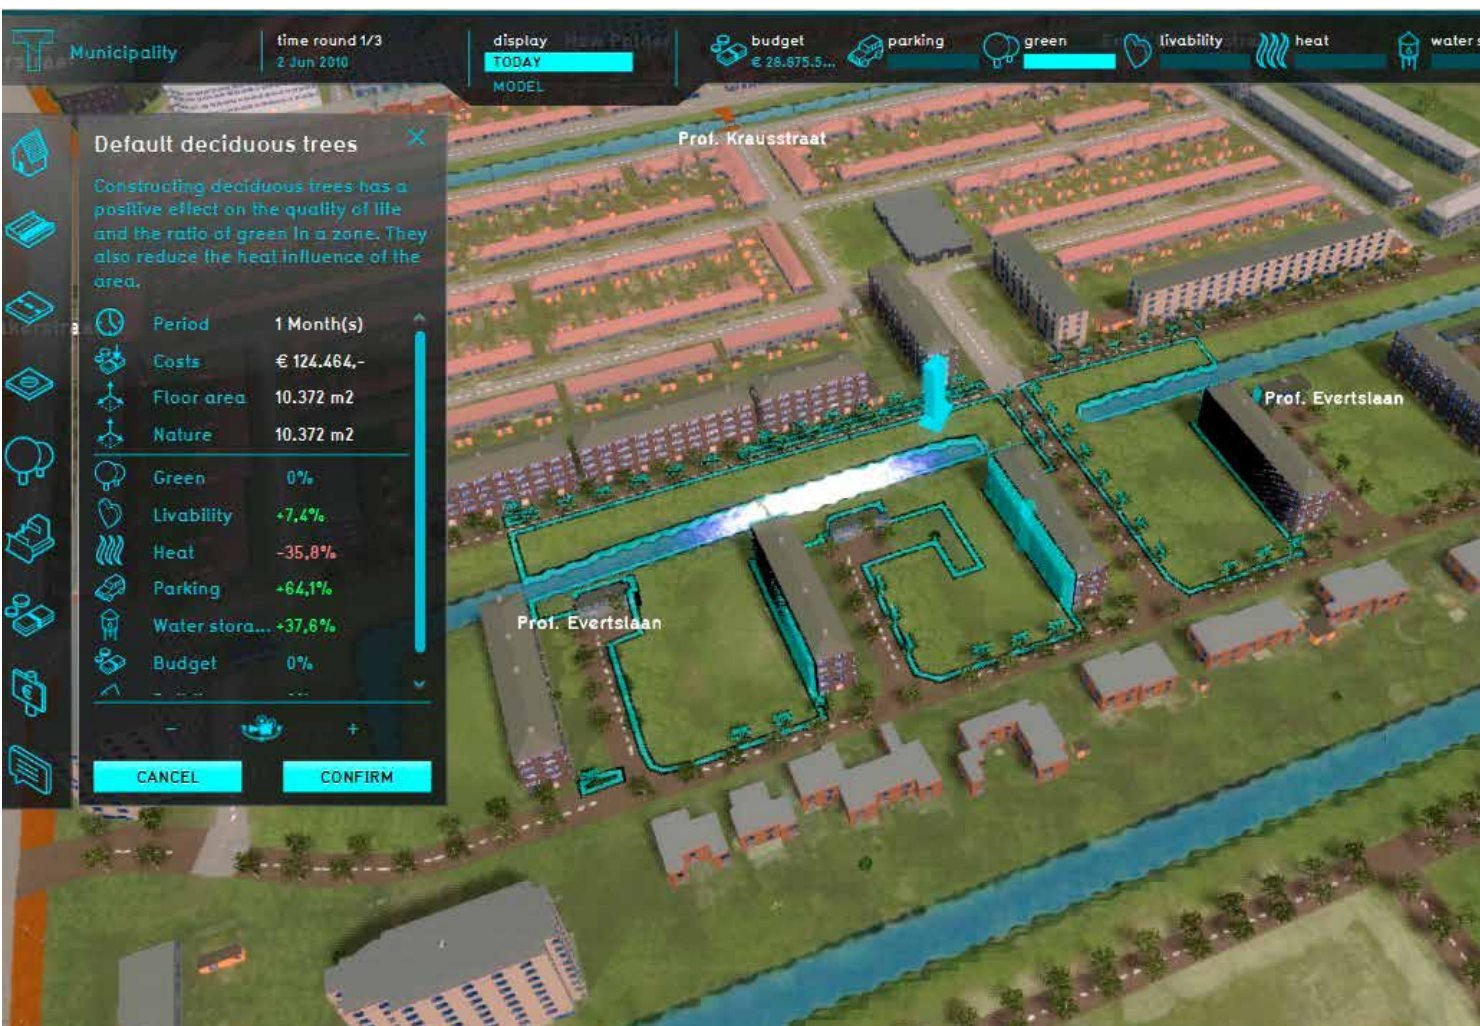 Municipality
time round 1/3
2 Jun 2010
display
TODAY
MODEL
budget
€ 28.875.5...
parking
green
livability
heat
water s
Default deciduous trees
Constructing deciduous trees has a
positive effect on the quality of life
and the ratio of green in a zone. They
also reduce the heat influence of the
area.
Period 1 Month(s)
Costs € 124.464,-
Floor area 10.372 m2
Nature 10.372 m2
Green 0%
Livability +7,4%
Heat -35,8%
Parking +64,1%
Water stora... +37,6%
Budget 0%
- +
CANCEL CONFIRM
Prof. Krausstraat
Prof. Evertslaan
Prof. Evertslaan